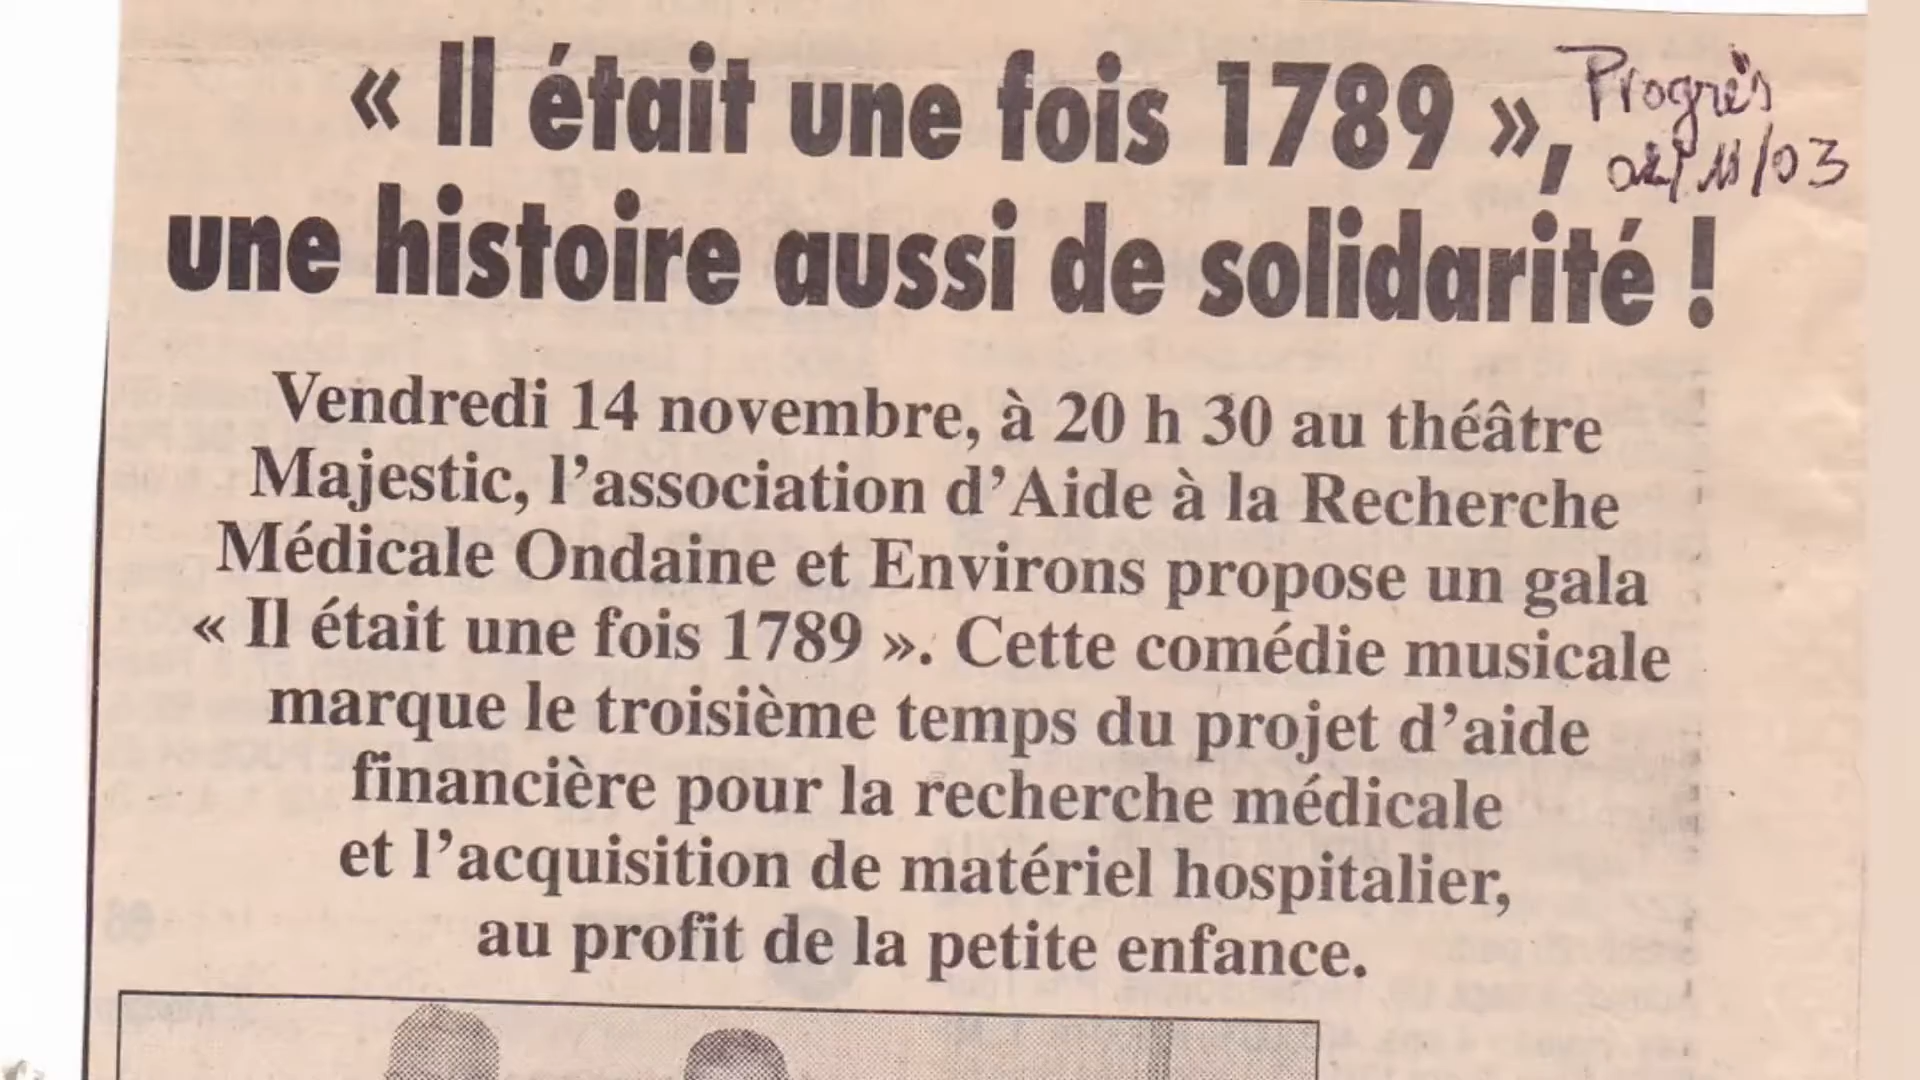 « Il était une fois 1789 »,
Progrès
une histoire aussi de solidarité !
Vendredi 14 novembre, à 20 h 30 au théâtre
Majestic, l’association d’Aide à la Recherche
Médicale Ondaine et Environs propose un gala
« Il était une fois 1789 ». Cette comédie musicale
marque le troisième temps du projet d’aide
financière pour la recherche médicale
et l’acquisition de matériel hospitalier,
au profit de la petite enfance.